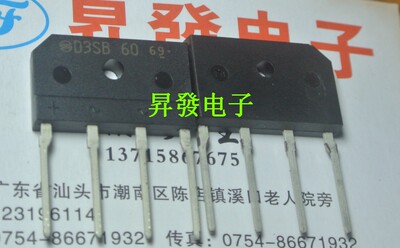 昇發电子
D3SB 60 69-
+ ~ ~ -
昇發电子
13715867675
广东省汕头市潮南区陈店镇溪口老人院旁
23196114
0754-86671932 传真: 0754-86671932